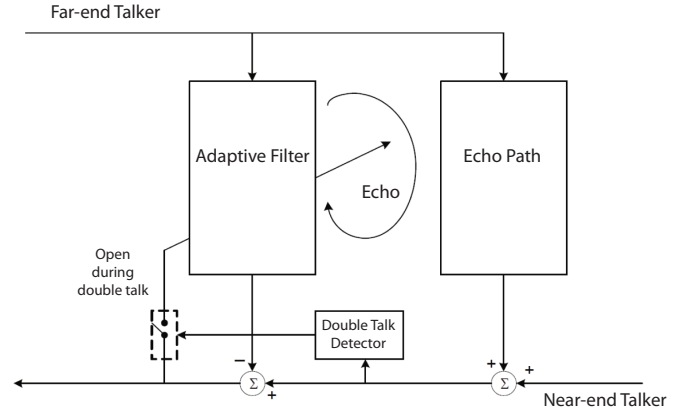 Far-end Talker
Adaptive Filter
Echo Path
Echo
Open
during
double talk
Double Talk
Detector
−
+
+
Σ
+
Σ
Near-end Talker